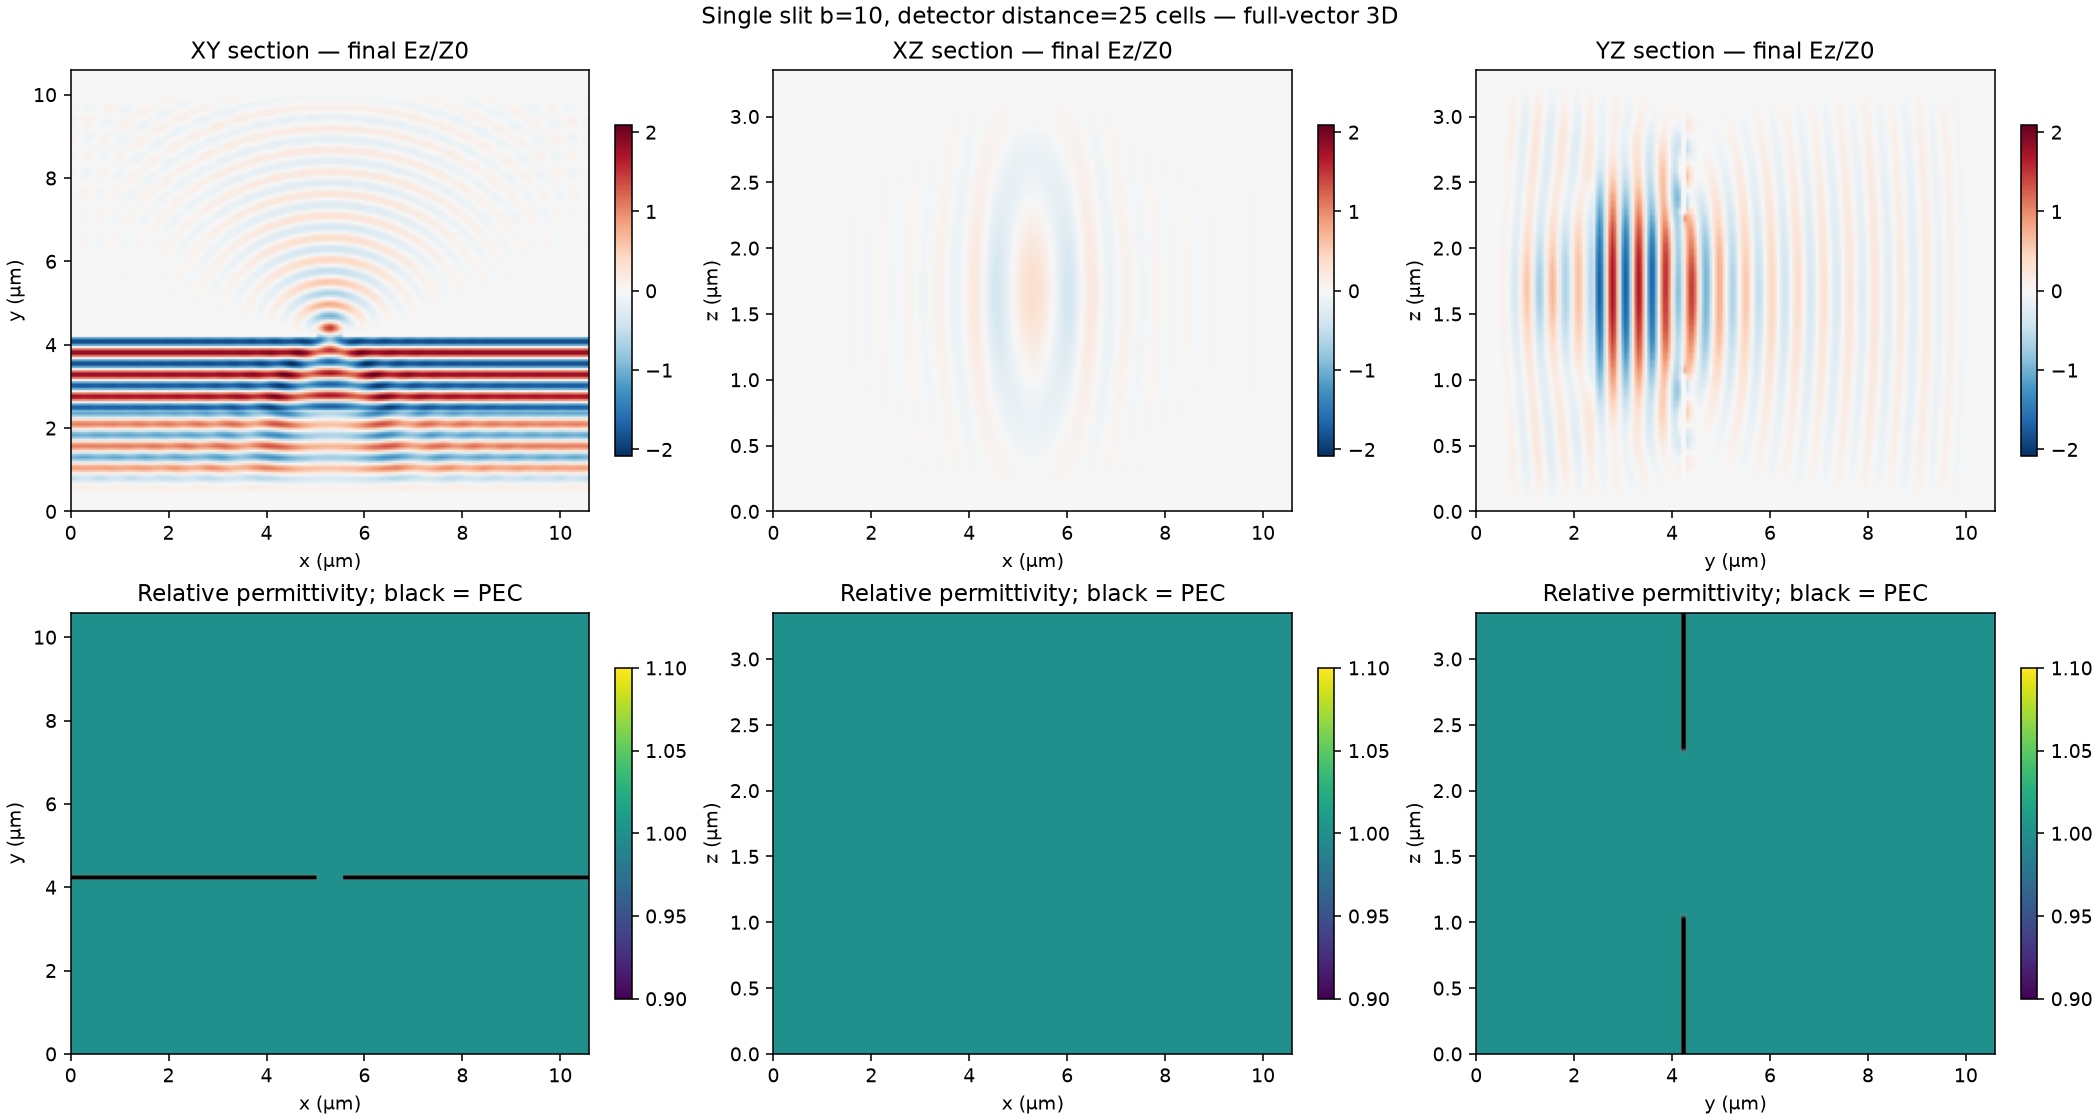 Single slit b=10, detector distance=25 cells — full-vector 3D
XY section — final Ez/Z0
10
8
6
4
2
0
y (µm)
0 2 4 6 8 10
x (µm)
2
1
0
−1
−2
XZ section — final Ez/Z0
3.0
2.5
2.0
1.5
1.0
0.5
0.0
z (µm)
0 2 4 6 8 10
x (µm)
2
1
0
−1
−2
YZ section — final Ez/Z0
3.0
2.5
2.0
1.5
1.0
0.5
0.0
z (µm)
0 2 4 6 8 10
y (µm)
2
1
0
−1
−2
Relative permittivity; black = PEC
10
8
6
4
2
0
y (µm)
0 2 4 6 8 10
x (µm)
1.10
1.05
1.00
0.95
0.90
Relative permittivity; black = PEC
3.0
2.5
2.0
1.5
1.0
0.5
0.0
z (µm)
0 2 4 6 8 10
x (µm)
1.10
1.05
1.00
0.95
0.90
Relative permittivity; black = PEC
3.0
2.5
2.0
1.5
1.0
0.5
0.0
z (µm)
0 2 4 6 8 10
y (µm)
1.10
1.05
1.00
0.95
0.90